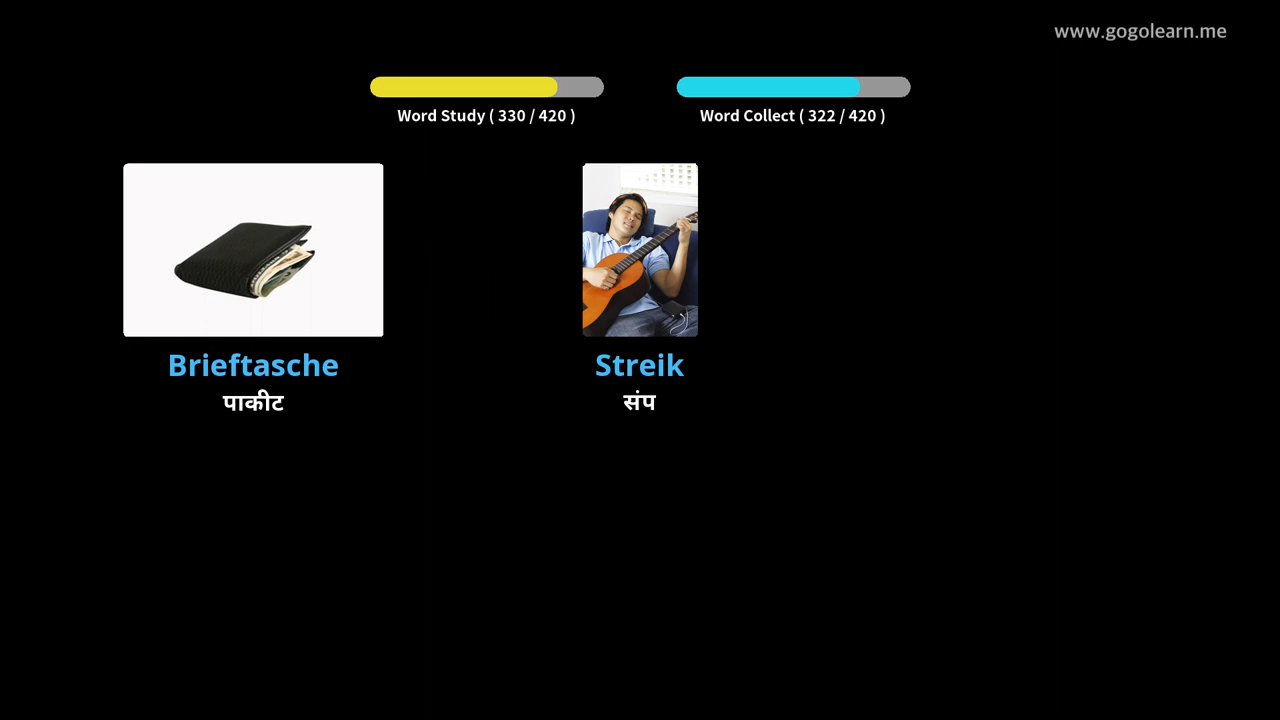 www.gogolearn.me
Word Study ( 330 / 420 )
Word Collect ( 322 / 420 )
Brieftasche
पाकीट
Streik
संप